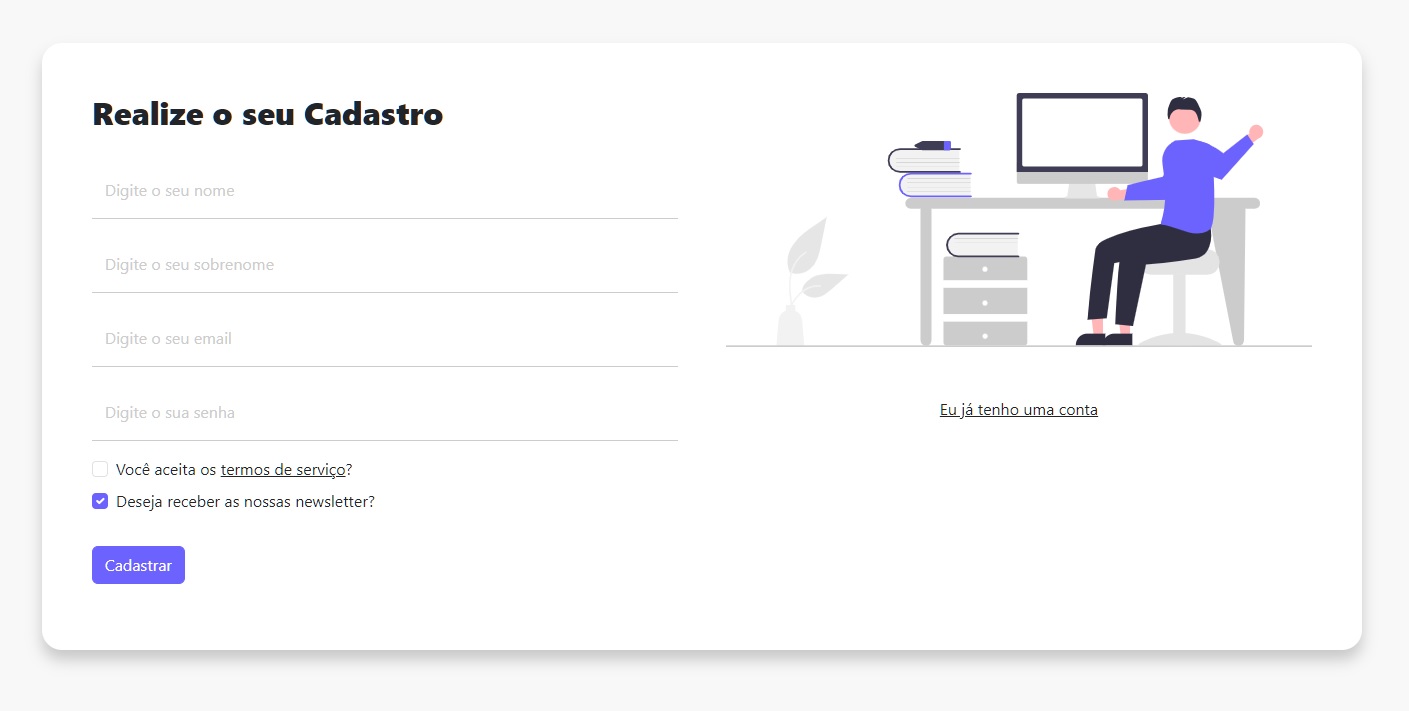 Realize o seu Cadastro
Digite o seu nome
Digite o seu sobrenome
Digite o seu email
Digite o sua senha
Você aceita os termos de serviço?
Deseja receber as nossas newsletter?
Cadastrar
Eu já tenho uma conta